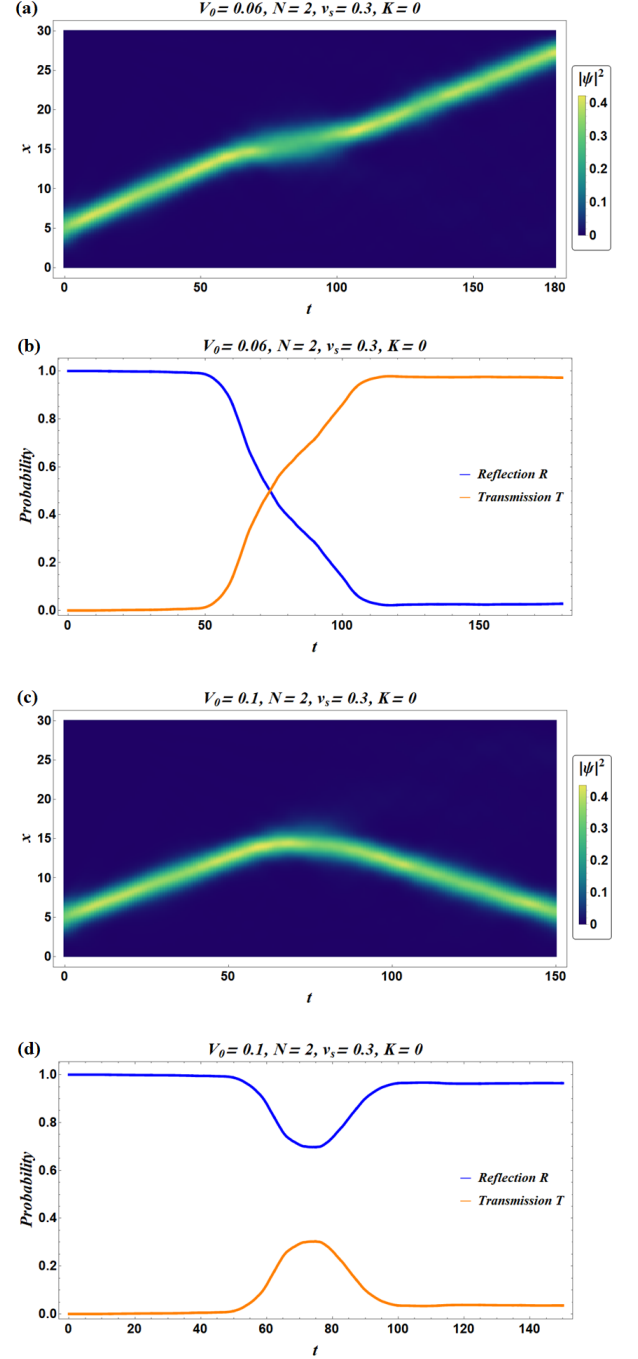 (a)
V₀ = 0.06, N = 2, vₛ = 0.3, K = 0
30
25
20
15
10
5
0
x
0 50 100 150 180
t
|ψ|²
0.4
0.3
0.2
0.1
0
(b)
V₀ = 0.06, N = 2, vₛ = 0.3, K = 0
1.0
0.8
0.6
0.4
0.2
0.0
Probability
Reflection R
Transmission T
0 50 100 150
t
(c)
V₀ = 0.1, N = 2, vₛ = 0.3, K = 0
30
25
20
15
10
5
0
x
0 50 100 150
t
|ψ|²
0.4
0.3
0.2
0.1
0
(d)
V₀ = 0.1, N = 2, vₛ = 0.3, K = 0
1.0
0.8
0.6
0.4
0.2
0.0
Probability
Reflection R
Transmission T
0 20 40 60 80 100 120 140
t